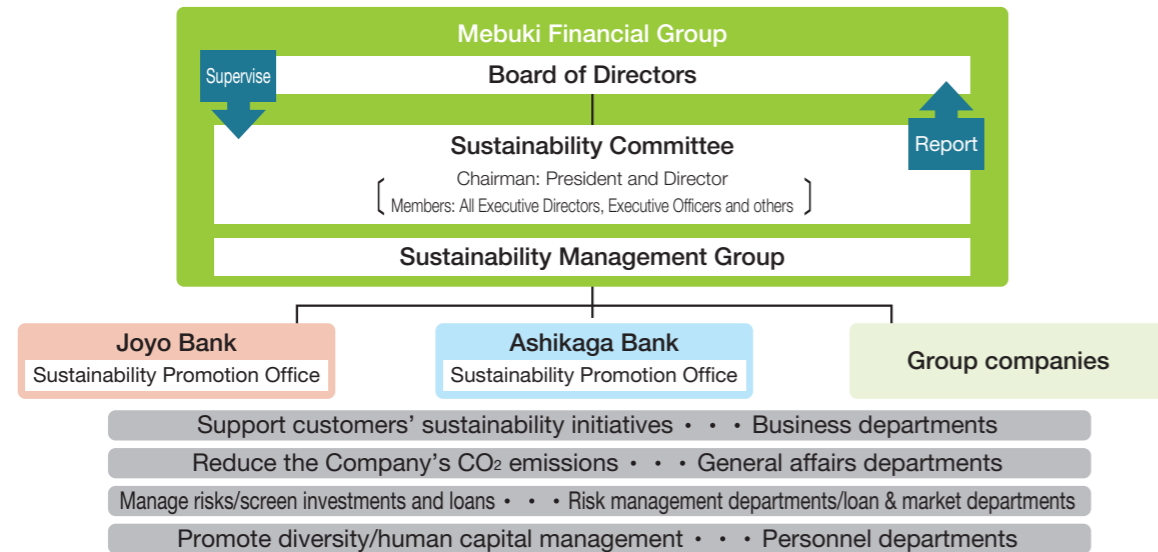 Mebuki Financial Group
Supervise
Board of Directors
Report
Sustainability Committee
Chairman: President and Director
Members: All Executive Directors, Executive Officers and others
Sustainability Management Group
Joyo Bank
Sustainability Promotion Office
Ashikaga Bank
Sustainability Promotion Office
Group companies
Support customers’ sustainability initiatives・・・Business departments
Reduce the Company’s CO₂ emissions・・・General affairs departments
Manage risks/screen investments and loans・・・Risk management departments/loan & market departments
Promote diversity/human capital management・・・Personnel departments